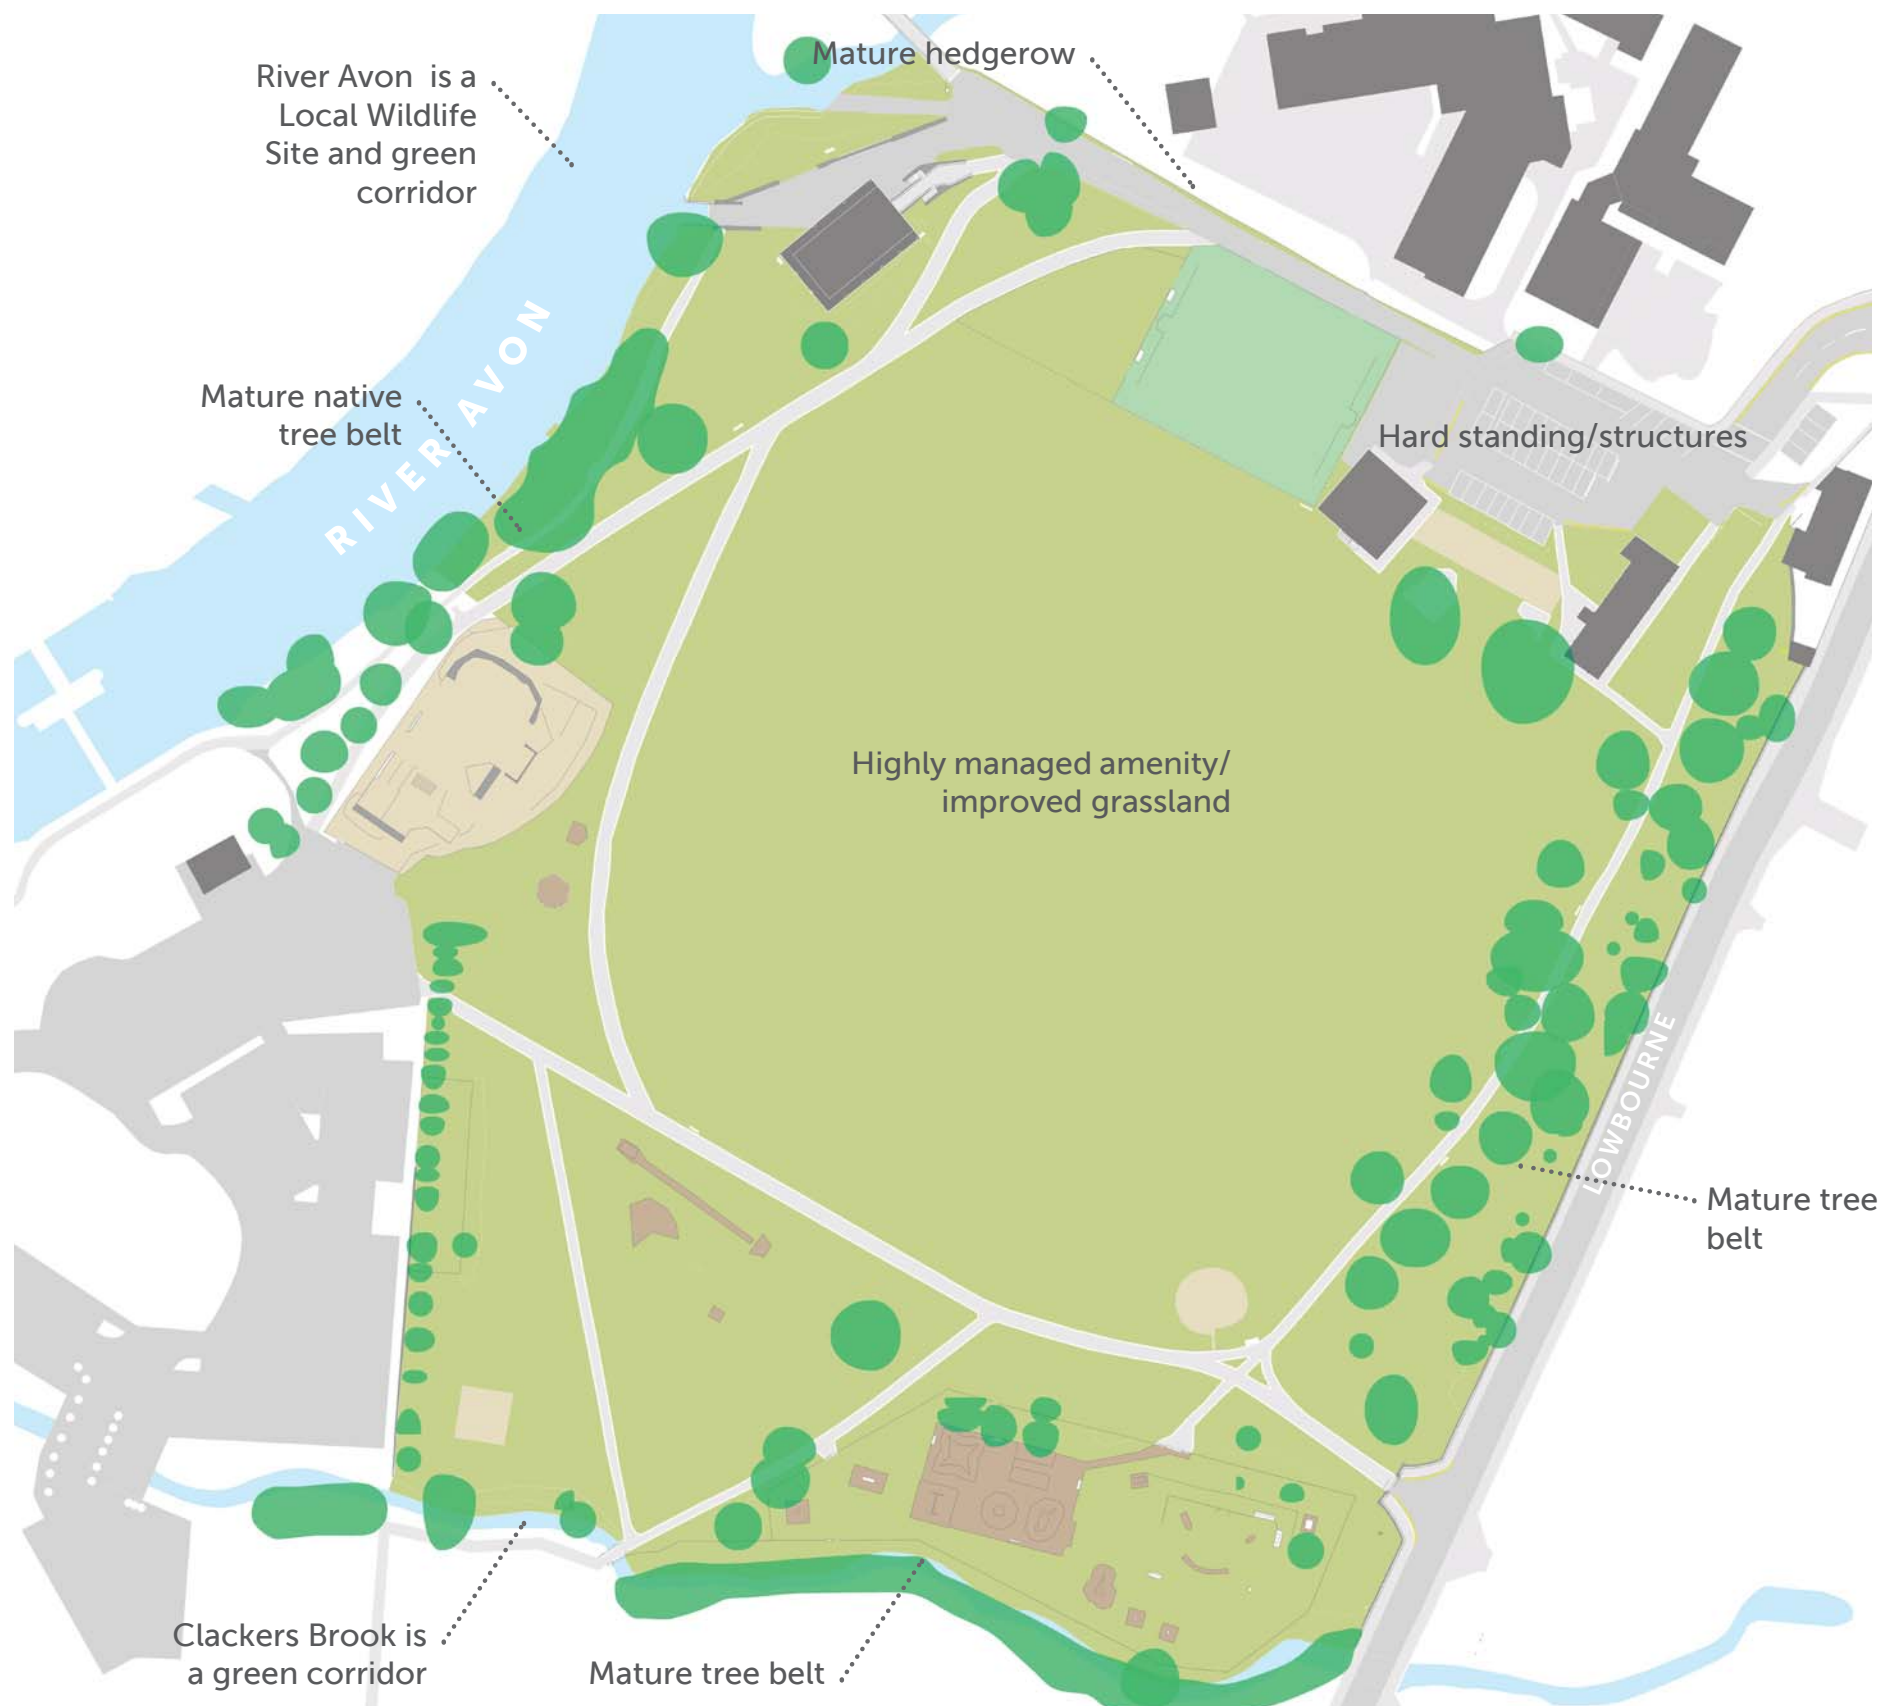 Mature hedgerow
River Avon is a
Local Wildlife
Site and green
corridor
RIVER AVON
Mature native
tree belt
Hard standing/structures
Highly managed amenity/
improved grassland
LOWBOURNE
Mature tree
belt
Clackers Brook is
a green corridor
Mature tree belt